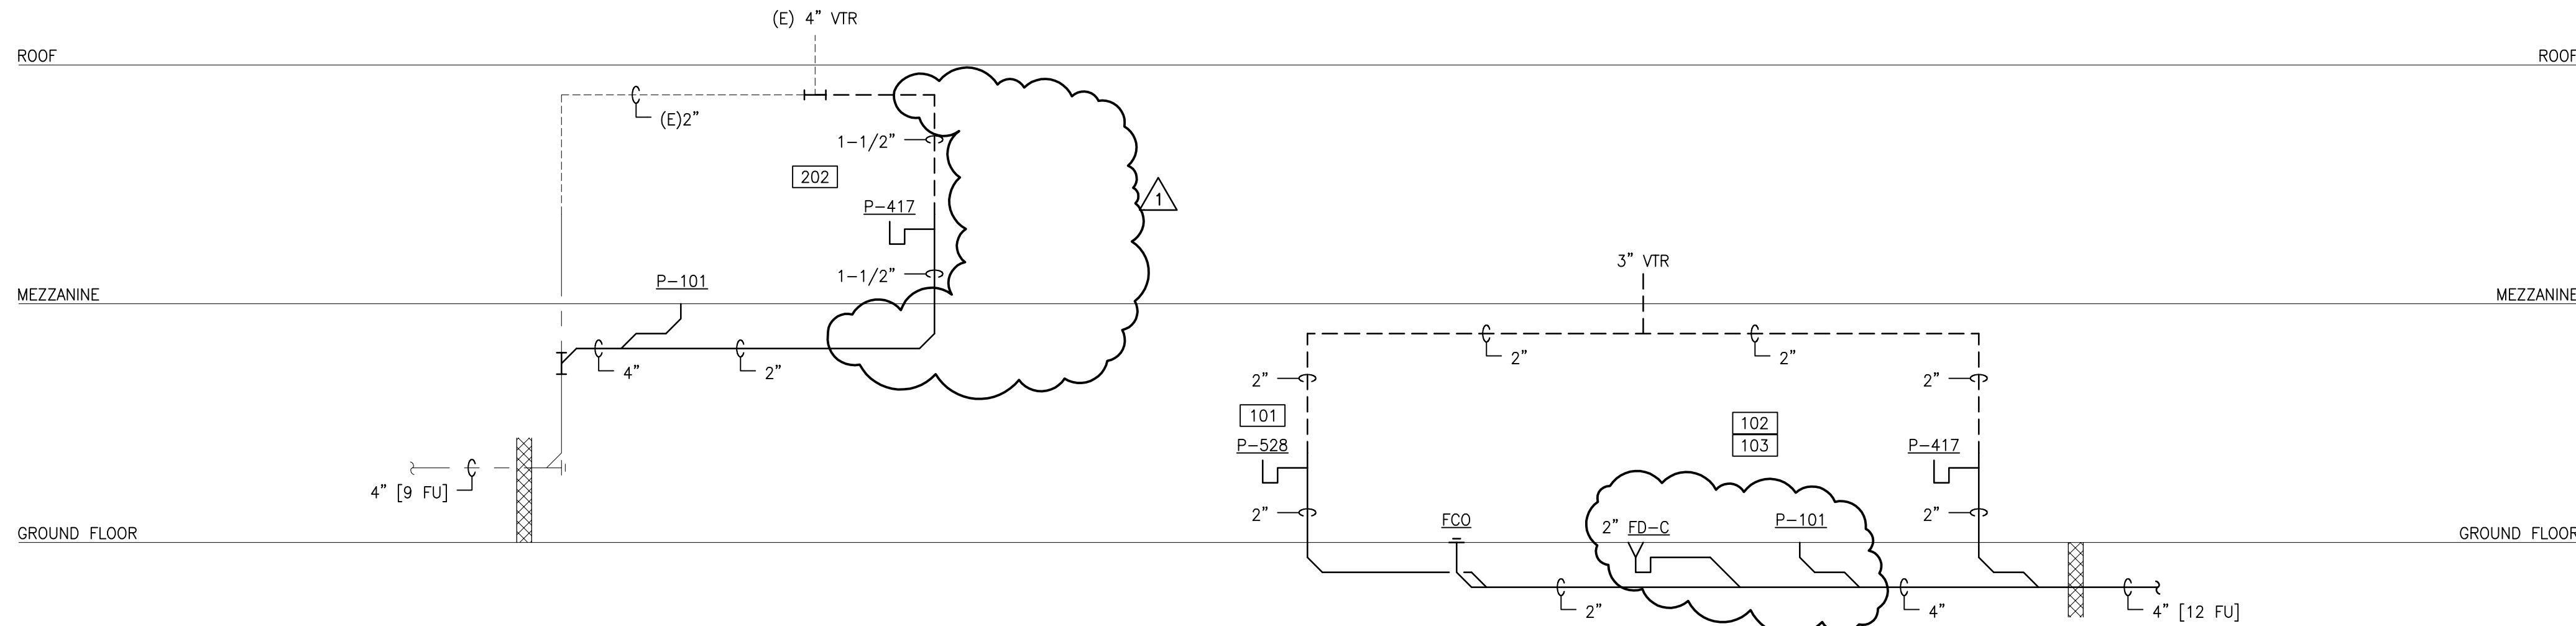 (E) 4" VTR
ROOF
ROOF
(E)2"
1-1/2"
202
1
P-417
3" VTR
1-1/2"
P-101
MEZZANINE
MEZZANINE
2"
2"
4"
2"
2"
2"
101
102
103
P-528
P-417
4" [9 FU]
2"
FCO
2" FD-C
P-101
2"
GROUND FLOOR
GROUND FLOOR
2"
4"
4" [12 FU]